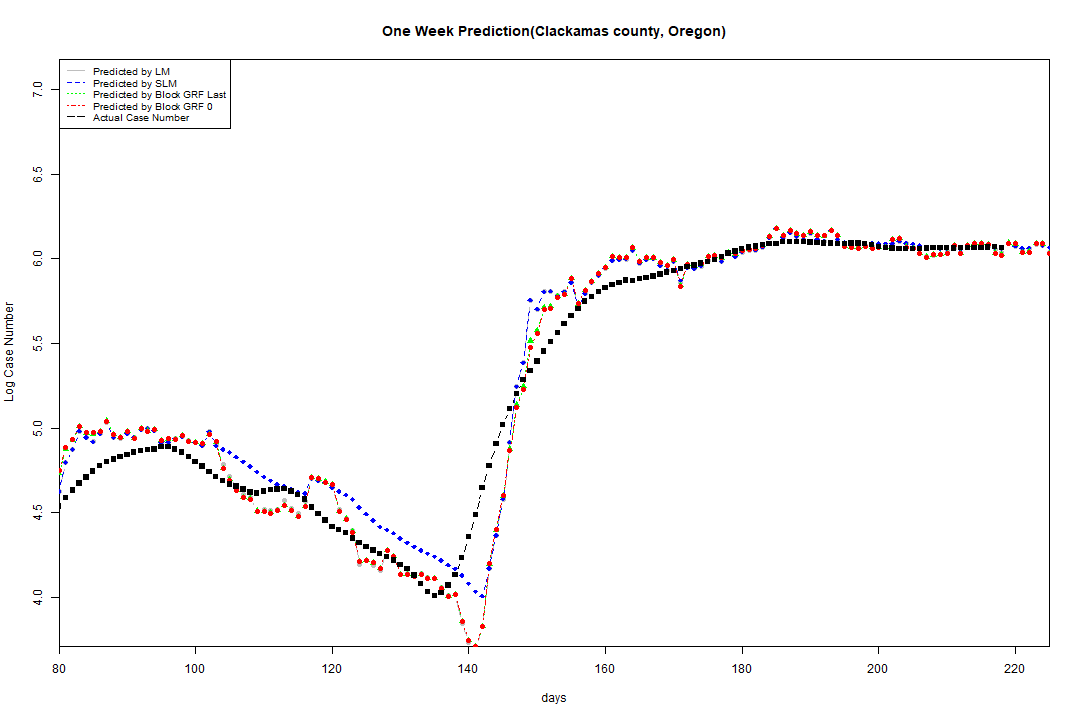 One Week Prediction(Clackamas county, Oregon)
Predicted by LM
Predicted by SLM
Predicted by Block GRF Last
Predicted by Block GRF 0
Actual Case Number
7.0
6.5
6.0
5.5
5.0
4.5
4.0
Log Case Number
80 100 120 140 160 180 200 220
days